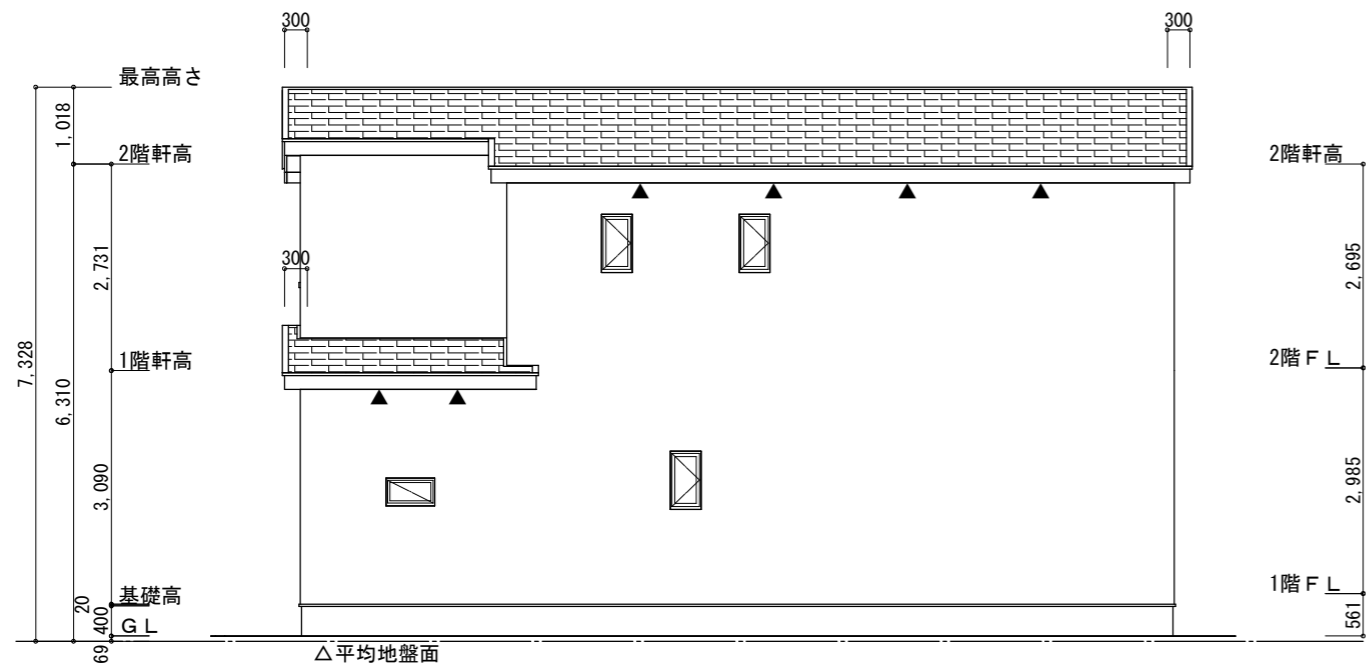 300
300
最高高さ
1,018
2階軒高
2階軒高
2,731
300
2,695
7,328
6,310
1階軒高
2階ＦＬ
3,090
2,985
基礎高
1階ＦＬ
20
400
561
ＧＬ
69
△平均地盤面